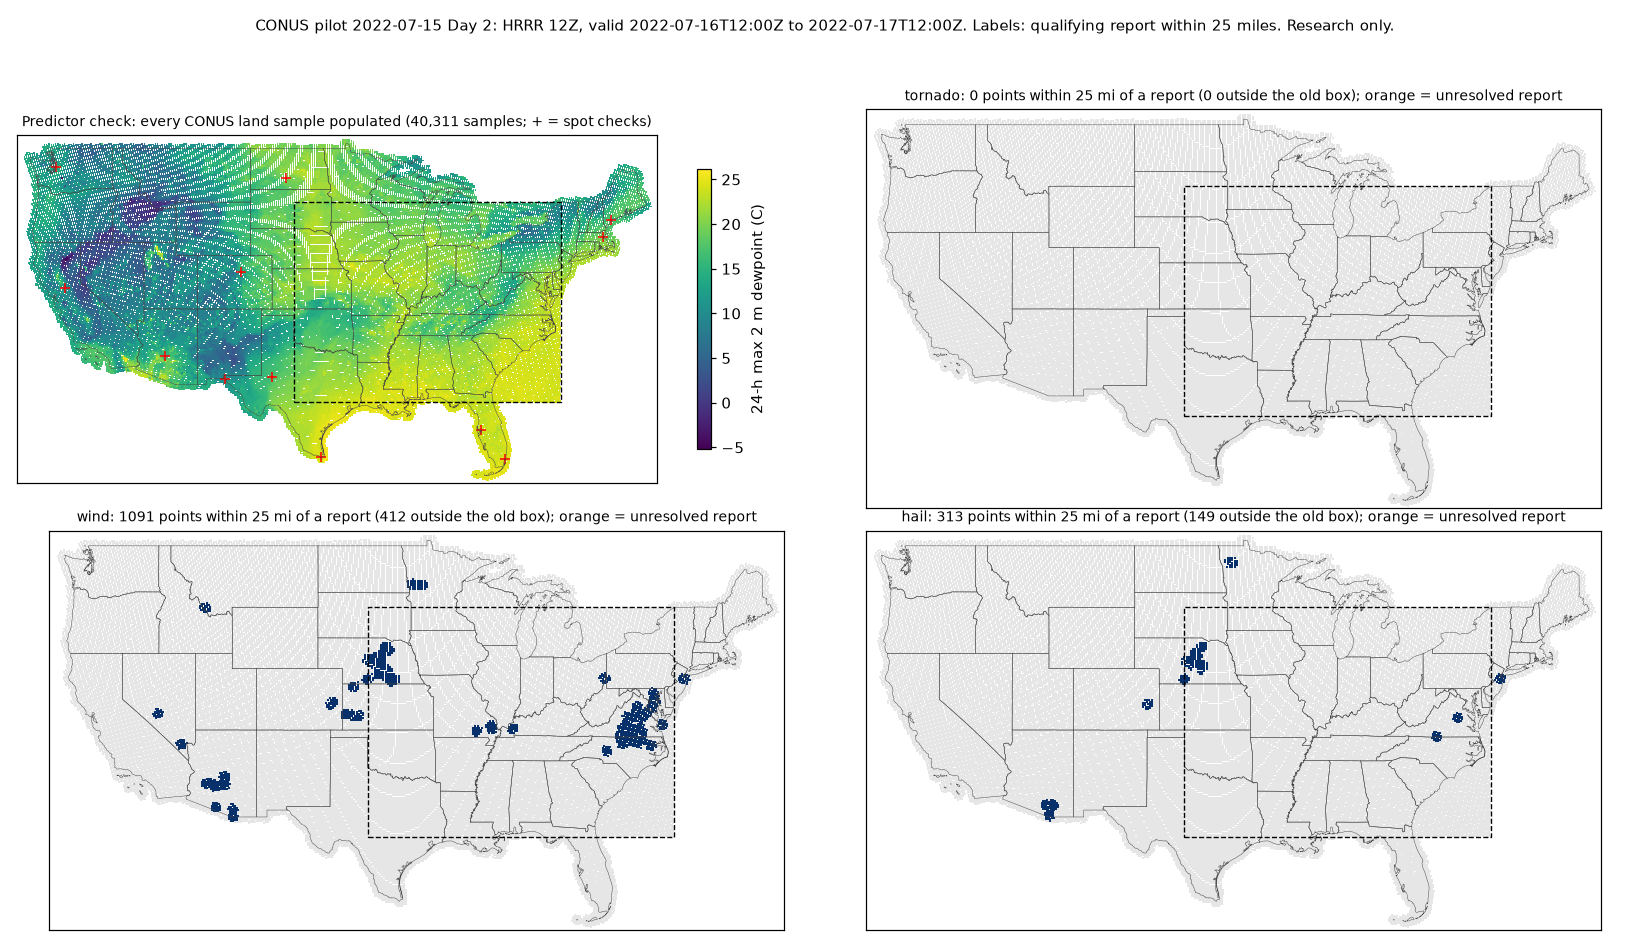 CONUS pilot 2022-07-15 Day 2: HRRR 12Z, valid 2022-07-16T12:00Z to 2022-07-17T12:00Z. Labels: qualifying report within 25 miles. Research only.
Predictor check: every CONUS land sample populated (40,311 samples; + = spot checks)
25
20
15
10
5
0
−5
24-h max 2 m dewpoint (C)
tornado: 0 points within 25 mi of a report (0 outside the old box); orange = unresolved report
wind: 1091 points within 25 mi of a report (412 outside the old box); orange = unresolved report
hail: 313 points within 25 mi of a report (149 outside the old box); orange = unresolved report